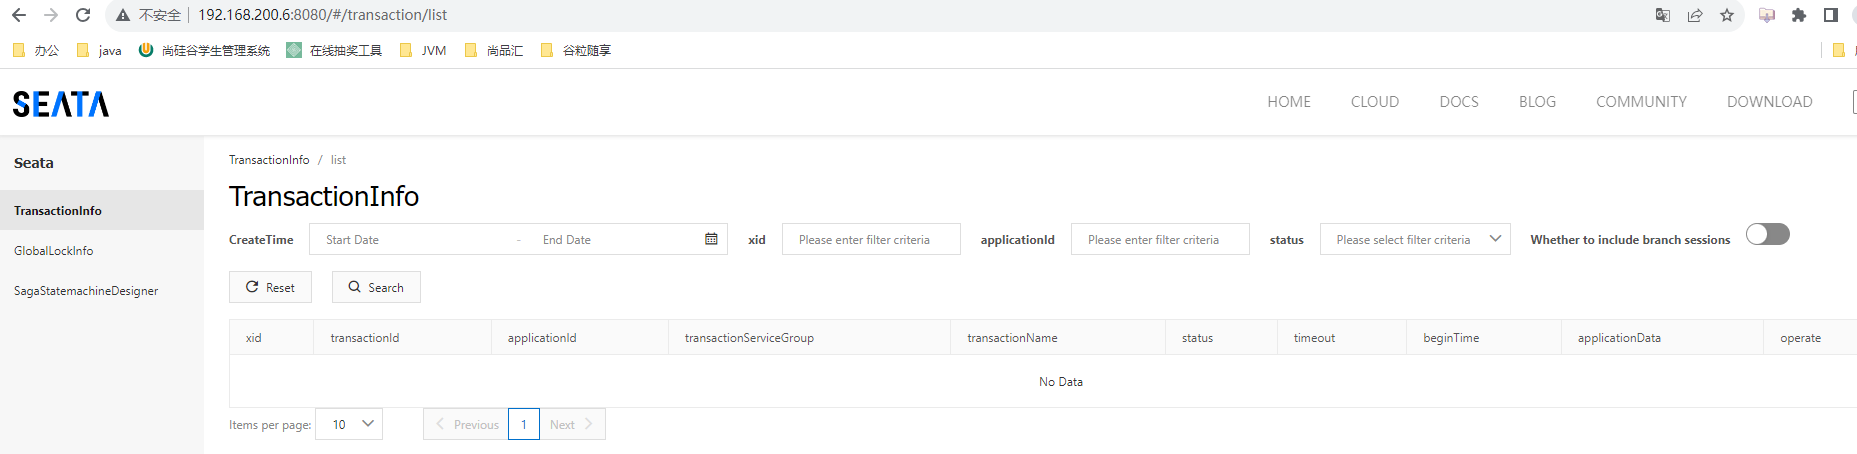 不安全 192.168.200.6:8080/#/transaction/list
办公 java 尚硅谷学生管理系统 在线抽奖工具 JVM 尚品汇 谷粒随享
SEATA HOME CLOUD DOCS BLOG COMMUNITY DOWNLOAD
Seata
TransactionInfo
GlobalLockInfo
SagaStatemachineDesigner
TransactionInfo / list
TransactionInfo
CreateTime Start Date - End Date xid Please enter filter criteria applicationId Please enter filter criteria status Please select filter criteria Whether to include branch sessions
Reset Search
xid transactionId applicationId transactionServiceGroup transactionName status timeout beginTime applicationData operate
No Data
Items per page: 10 Previous 1 Next